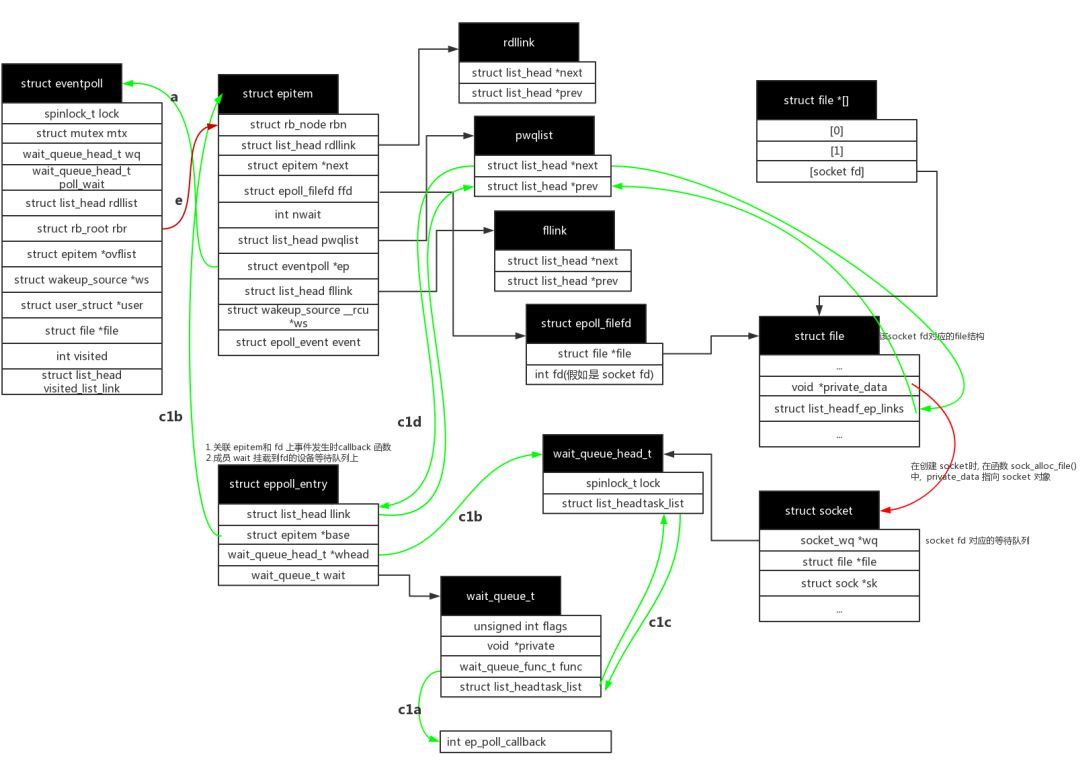 struct eventpoll
spinlock_t lock
struct mutex mtx
wait_queue_head_t wq
wait_queue_head_t
poll_wait
struct list_head rdllist
struct rb_root rbr
struct epitem *ovflist
struct wakeup_source *ws
struct user_struct *user
struct file *file
int visited
struct list_head
visited_list_link
a
e
struct epitem
struct rb_node rbn
struct list_head rdllink
struct epitem *next
struct epoll_filefd ffd
int nwait
struct list_head pwqlist
struct eventpoll *ep
struct list_head fllink
struct wakeup_source __rcu
*ws
struct epoll_event event
rdllink
struct list_head *next
struct list_head *prev
pwqlist
struct list_head *next
struct list_head *prev
fllink
struct list_head *next
struct list_head *prev
struct epoll_filefd
struct file *file
int fd(假如是 socket fd)
struct file *[]
[0]
[1]
[socket fd]
struct file
该socket fd对应的file结构
...
void *private_data
struct list_headf_ep_links
...
c1b
c1d
1.关联 epitem和 fd 上事件发生时callback 函数
2.成员 wait 挂载到fd的设备等待队列上
struct eppoll_entry
struct list_head llink
struct epitem *base
wait_queue_head_t *whead
wait_queue_t wait
c1b
wait_queue_head_t
spinlock_t lock
struct list_headtask_list
在创建 socket时, 在函数 sock_alloc_file()
中, private_data 指向 socket 对象
struct socket
socket_wq *wq
socket fd 对应的等待队列
struct file *file
struct sock *sk
...
wait_queue_t
unsigned int flags
void *private
wait_queue_func_t func
struct list_headtask_list
c1c
c1a
int ep_poll_callback